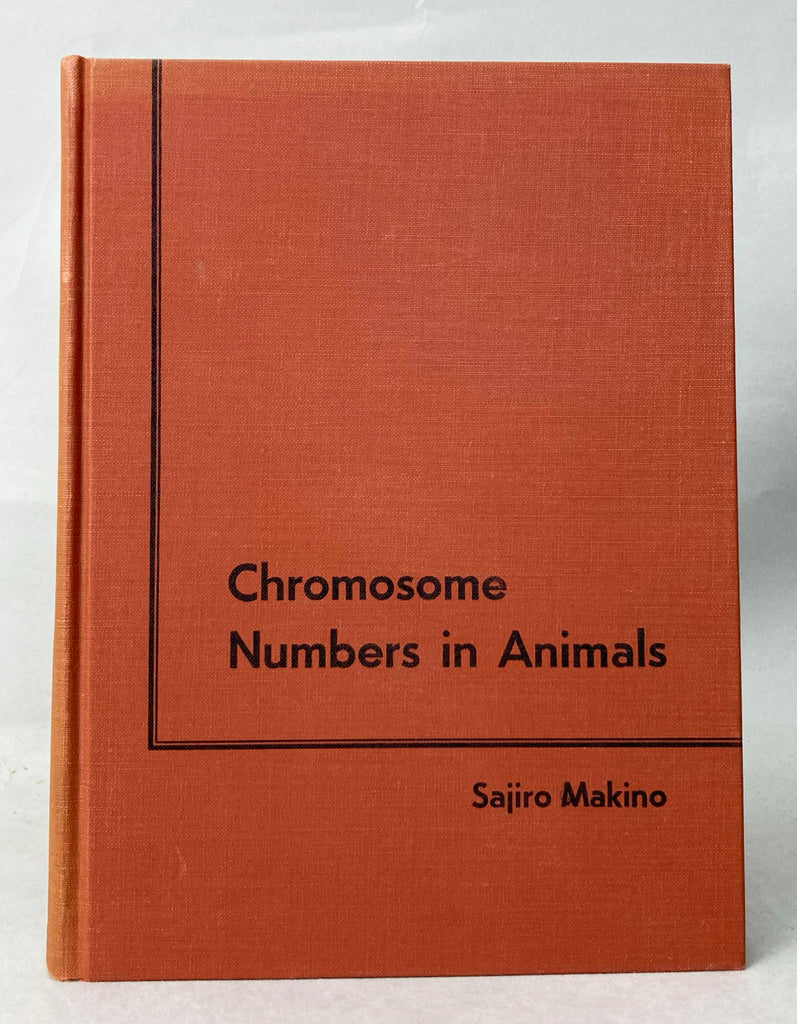 Chromosome
Numbers in Animals
Sajiro Makino